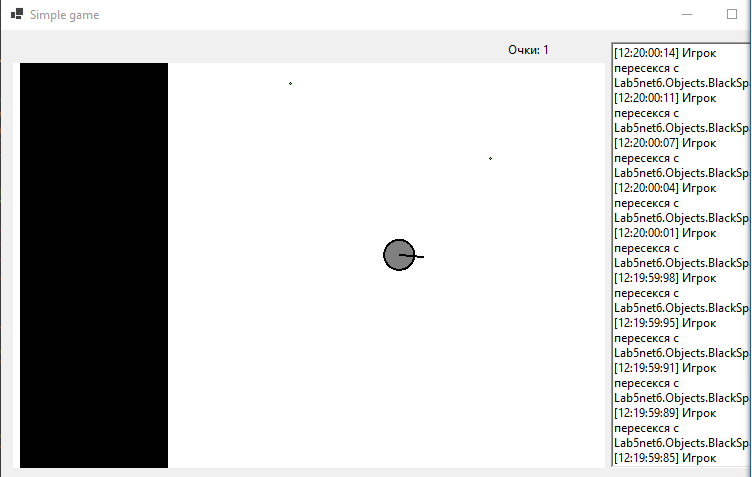 Simple game
Очки: 1
[12:20:00:14] Игрок
пересекся с
Lab5net6.Objects.BlackSp
[12:20:00:11] Игрок
пересекся с
Lab5net6.Objects.BlackSp
[12:20:00:07] Игрок
пересекся с
Lab5net6.Objects.BlackSp
[12:20:00:04] Игрок
пересекся с
Lab5net6.Objects.BlackSp
[12:20:00:01] Игрок
пересекся с
Lab5net6.Objects.BlackSp
[12:19:59:98] Игрок
пересекся с
Lab5net6.Objects.BlackSp
[12:19:59:95] Игрок
пересекся с
Lab5net6.Objects.BlackSp
[12:19:59:91] Игрок
пересекся с
Lab5net6.Objects.BlackSp
[12:19:59:89] Игрок
пересекся с
Lab5net6.Objects.BlackSp
[12:19:59:85] Игрок